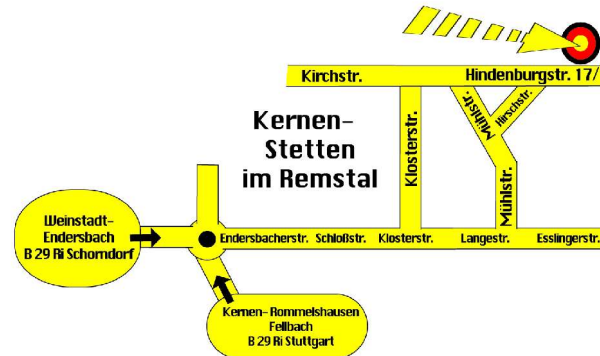 Kirchstr.
Hindenburgstr. 17/
Mühlstr.
Hirschstr.
Klosterstr.
Kernen-
Stetten
im Remstal
Mühlstr.
Weinstadt-
Endersbach
B 29 Ri Schorndorf
Endersbacherstr.
Schloßstr.
Klosterstr.
Langestr.
Esslingerstr.
Kernen- Rommelshausen
Fellbach
B 29 Ri Stuttgart